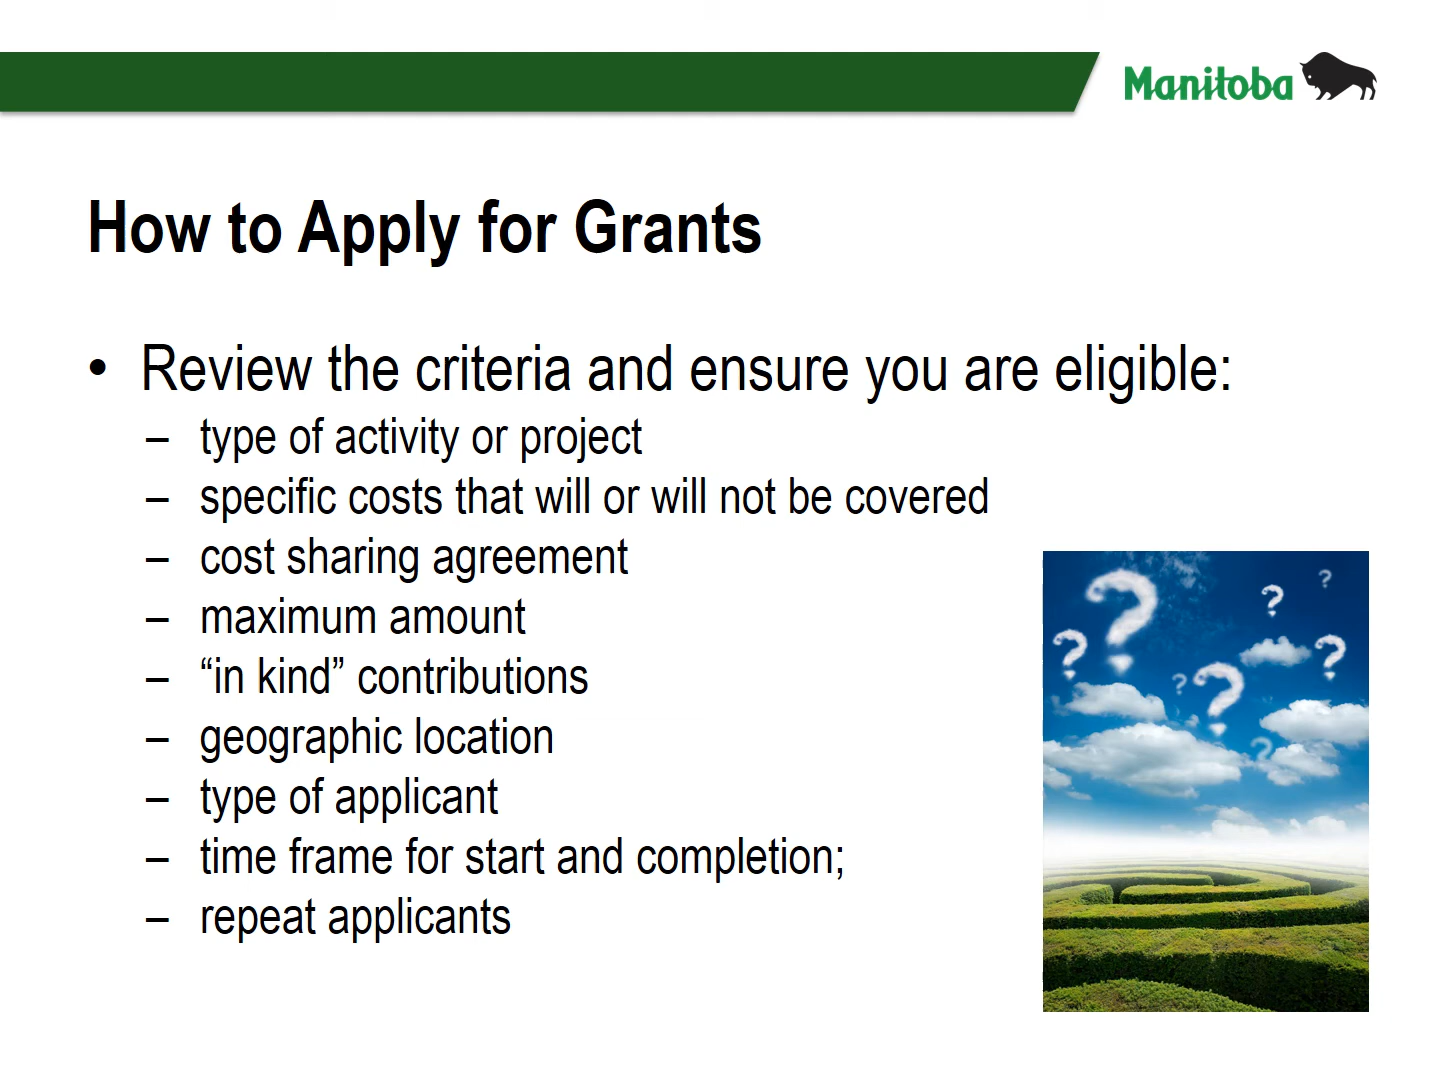 Manitoba
How to Apply for Grants
• Review the criteria and ensure you are eligible:
– type of activity or project
– specific costs that will or will not be covered
– cost sharing agreement
– maximum amount
– “in kind” contributions
– geographic location
– type of applicant
– time frame for start and completion;
– repeat applicants
? ? ? ? ? ? ? ?